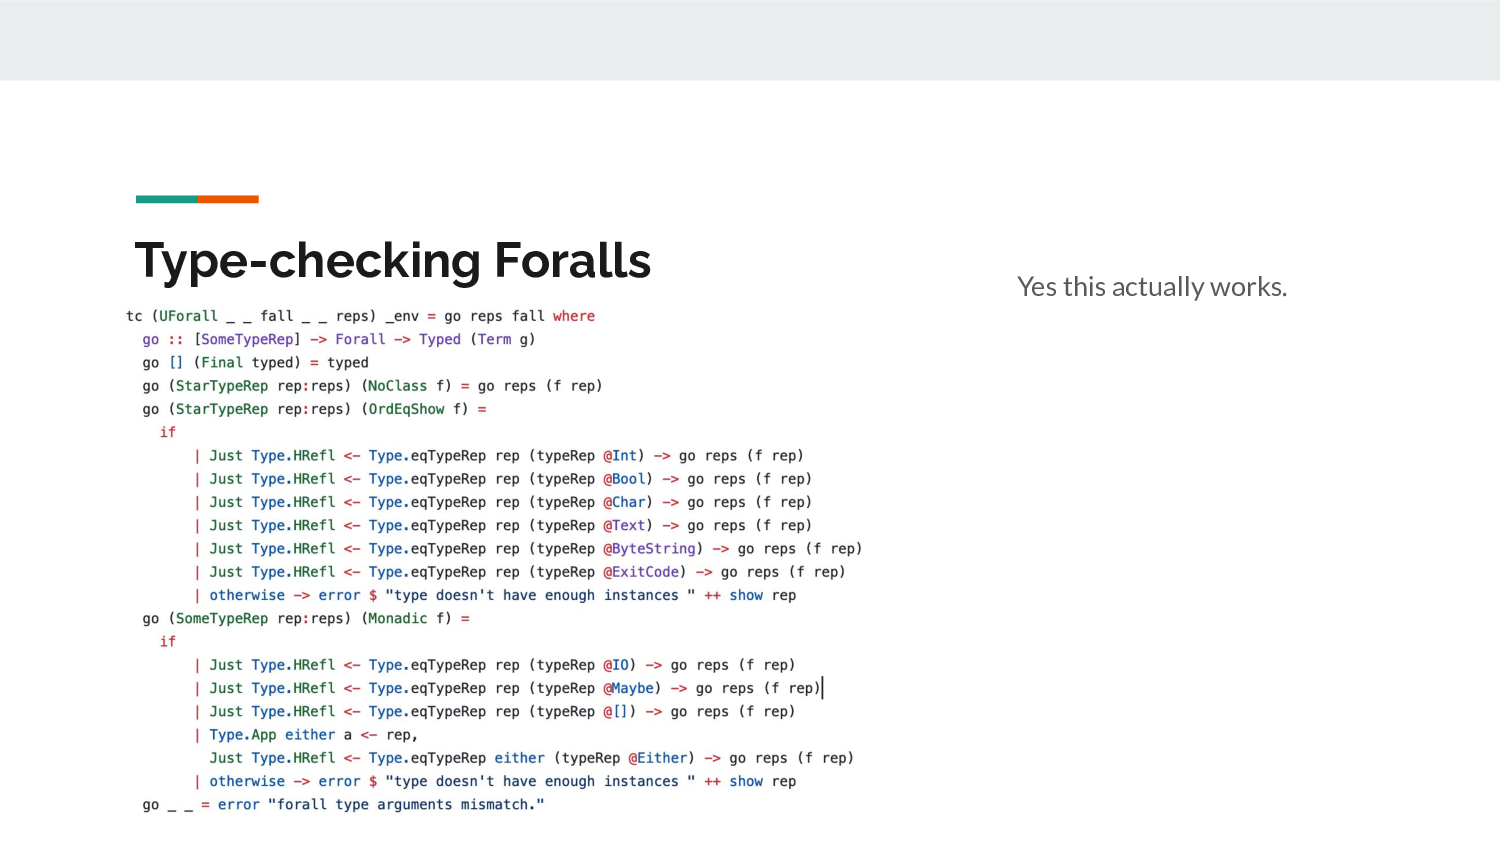 Type-checking Foralls
Yes this actually works.
tc (UForall _ _ fall _ _ reps) _env = go reps fall where
  go :: [SomeTypeRep] -> Forall -> Typed (Term g)
  go [] (Final typed) = typed
  go (StarTypeRep rep:reps) (NoClass f) = go reps (f rep)
  go (StarTypeRep rep:reps) (OrdEqShow f) =
    if
        | Just Type.HRefl <- Type.eqTypeRep rep (typeRep @Int) -> go reps (f rep)
        | Just Type.HRefl <- Type.eqTypeRep rep (typeRep @Bool) -> go reps (f rep)
        | Just Type.HRefl <- Type.eqTypeRep rep (typeRep @Char) -> go reps (f rep)
        | Just Type.HRefl <- Type.eqTypeRep rep (typeRep @Text) -> go reps (f rep)
        | Just Type.HRefl <- Type.eqTypeRep rep (typeRep @ByteString) -> go reps (f rep)
        | Just Type.HRefl <- Type.eqTypeRep rep (typeRep @ExitCode) -> go reps (f rep)
        | otherwise -> error $ "type doesn't have enough instances " ++ show rep
  go (SomeTypeRep rep:reps) (Monadic f) =
    if
        | Just Type.HRefl <- Type.eqTypeRep rep (typeRep @IO) -> go reps (f rep)
        | Just Type.HRefl <- Type.eqTypeRep rep (typeRep @Maybe) -> go reps (f rep)
        | Just Type.HRefl <- Type.eqTypeRep rep (typeRep @[]) -> go reps (f rep)
        | Type.App either a <- rep,
          Just Type.HRefl <- Type.eqTypeRep either (typeRep @Either) -> go reps (f rep)
        | otherwise -> error $ "type doesn't have enough instances " ++ show rep
  go _ _ = error "forall type arguments mismatch."